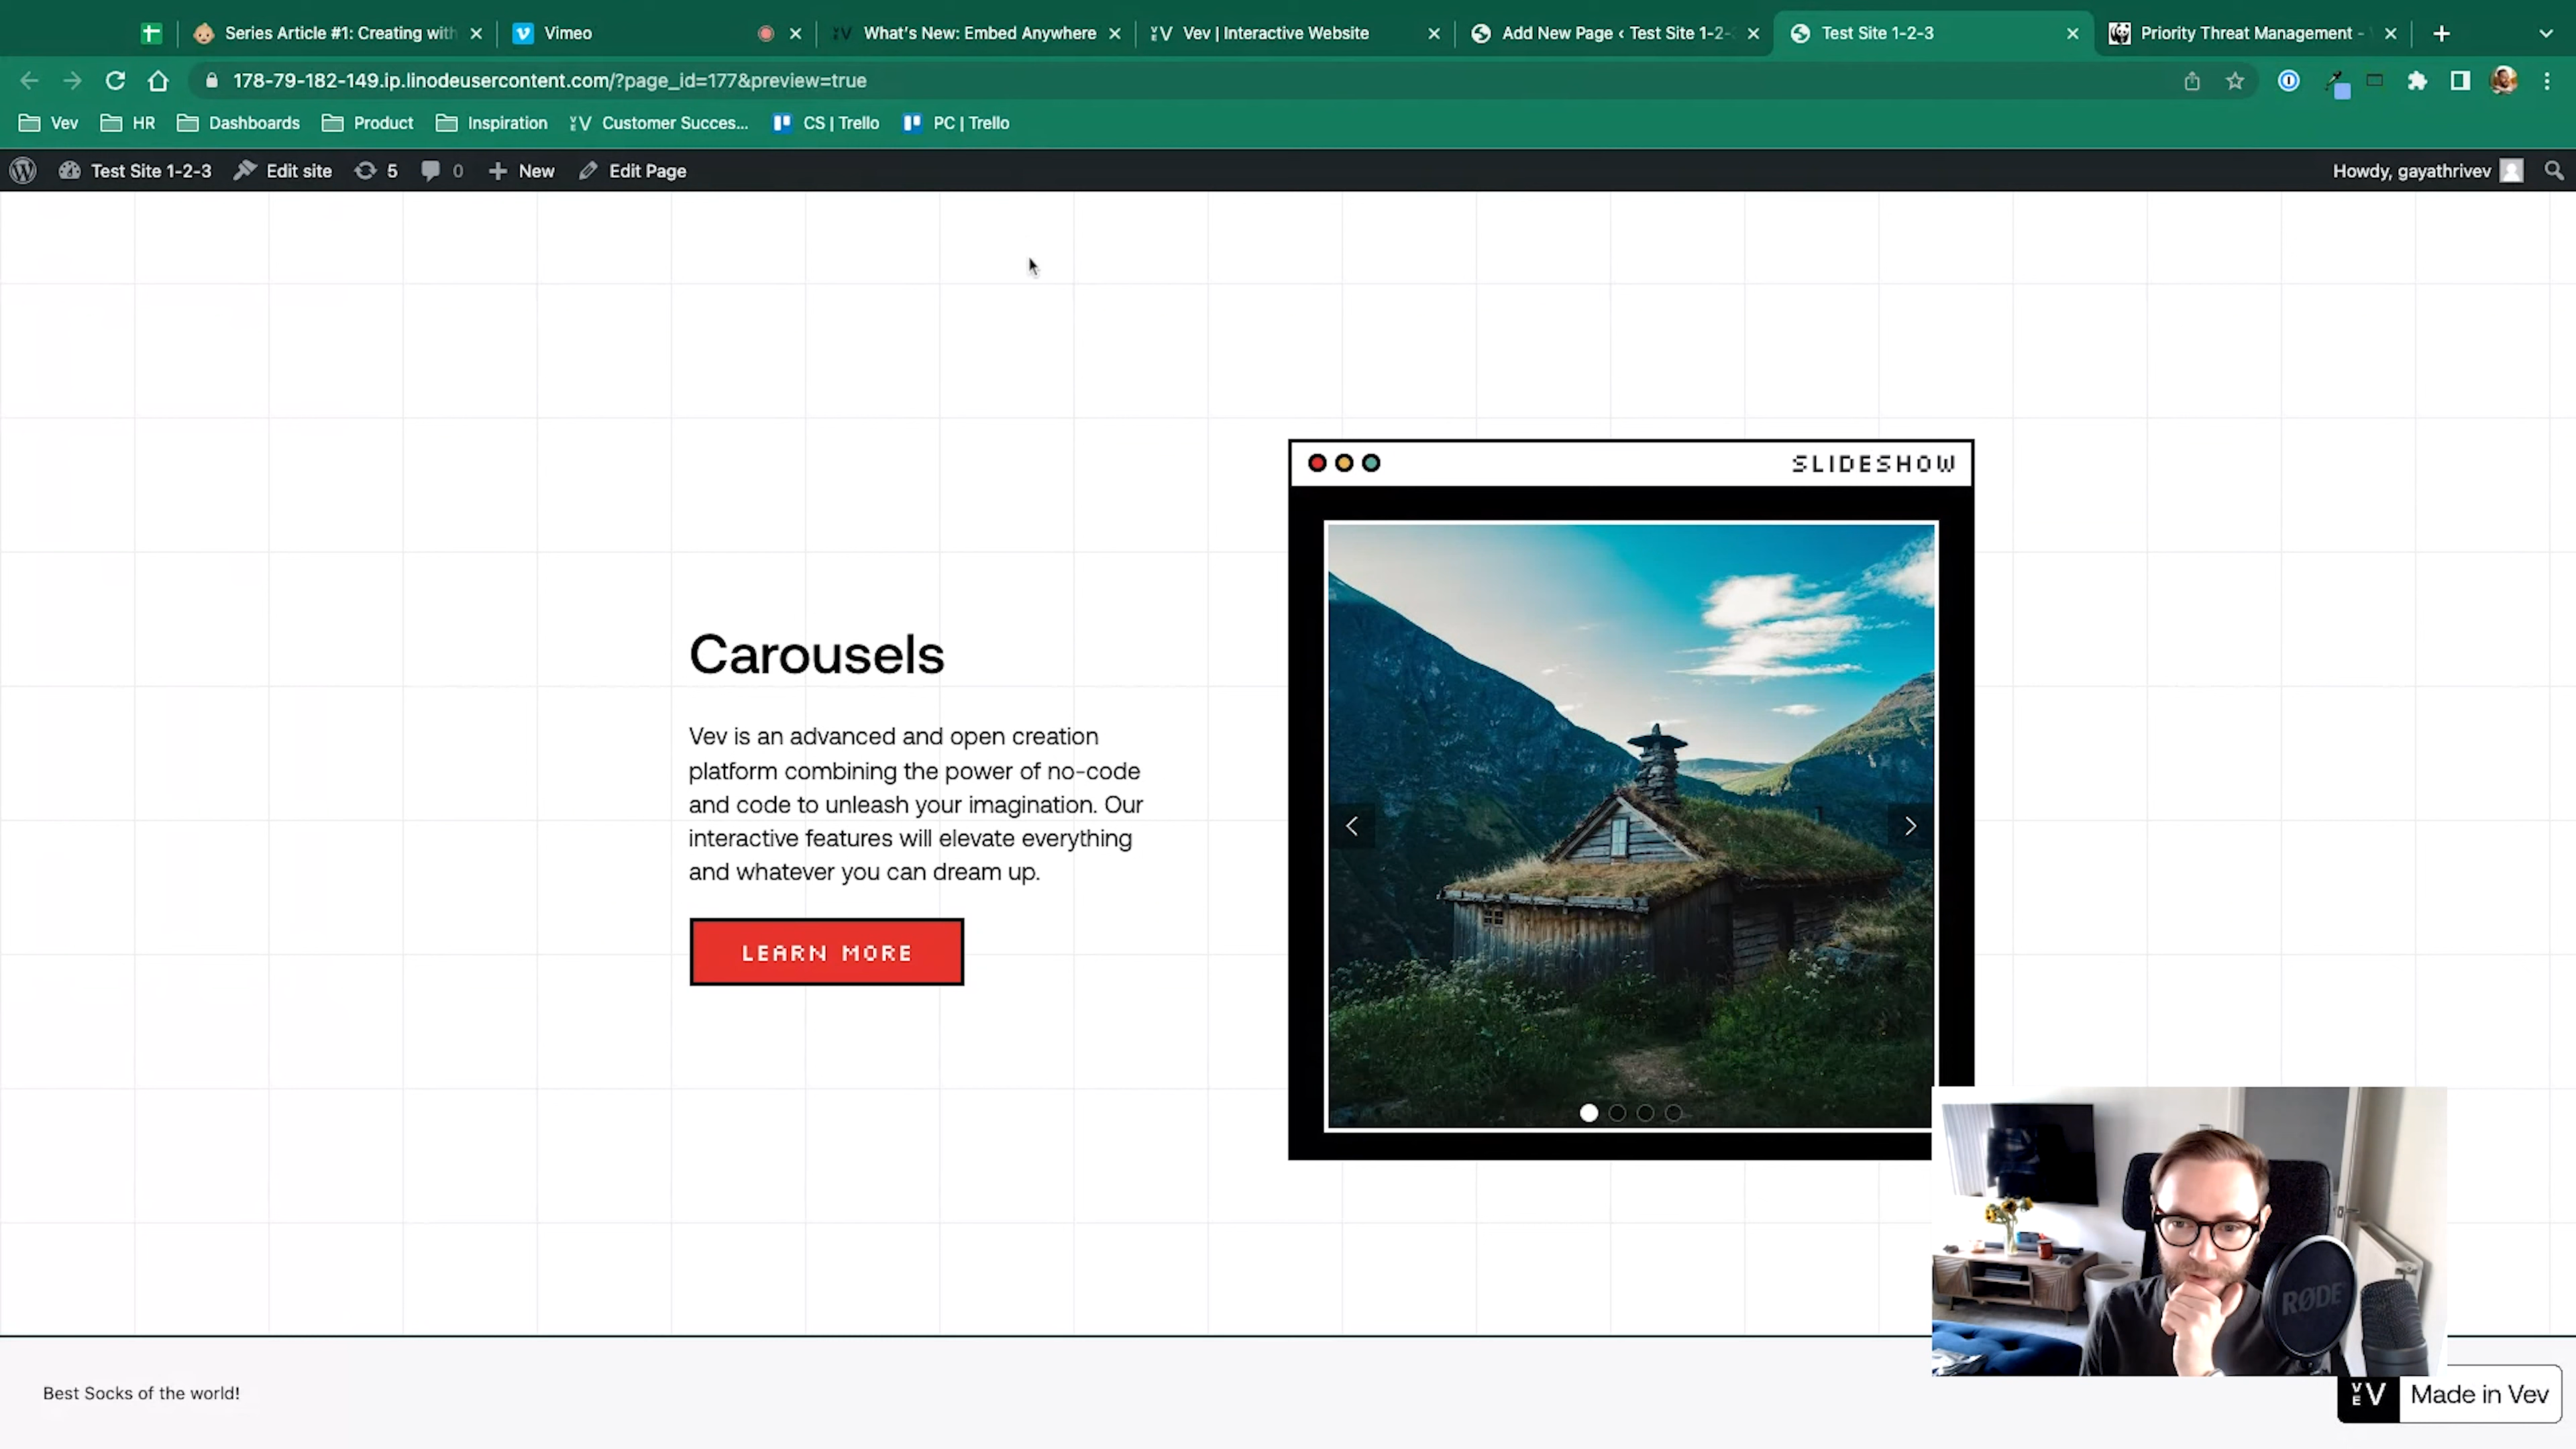 Series Article #1: Creating with
Vimeo
What's New: Embed Anywhere
Vev | Interactive Website
Add New Page ‹ Test Site 1-2-
Test Site 1-2-3
Priority Threat Management -
178-79-182-149.ip.linodeusercontent.com/?page_id=177&preview=true
Vev
HR
Dashboards
Product
Inspiration
Customer Succes...
CS | Trello
PC | Trello
Test Site 1-2-3
Edit site
5
0
New
Edit Page
Howdy, gayathrivev
SLIDESHOW
Carousels
Vev is an advanced and open creation
platform combining the power of no-code
and code to unleash your imagination. Our
interactive features will elevate everything
and whatever you can dream up.
LEARN MORE
RØDE
Best Socks of the world!
VEV
Made in Vev